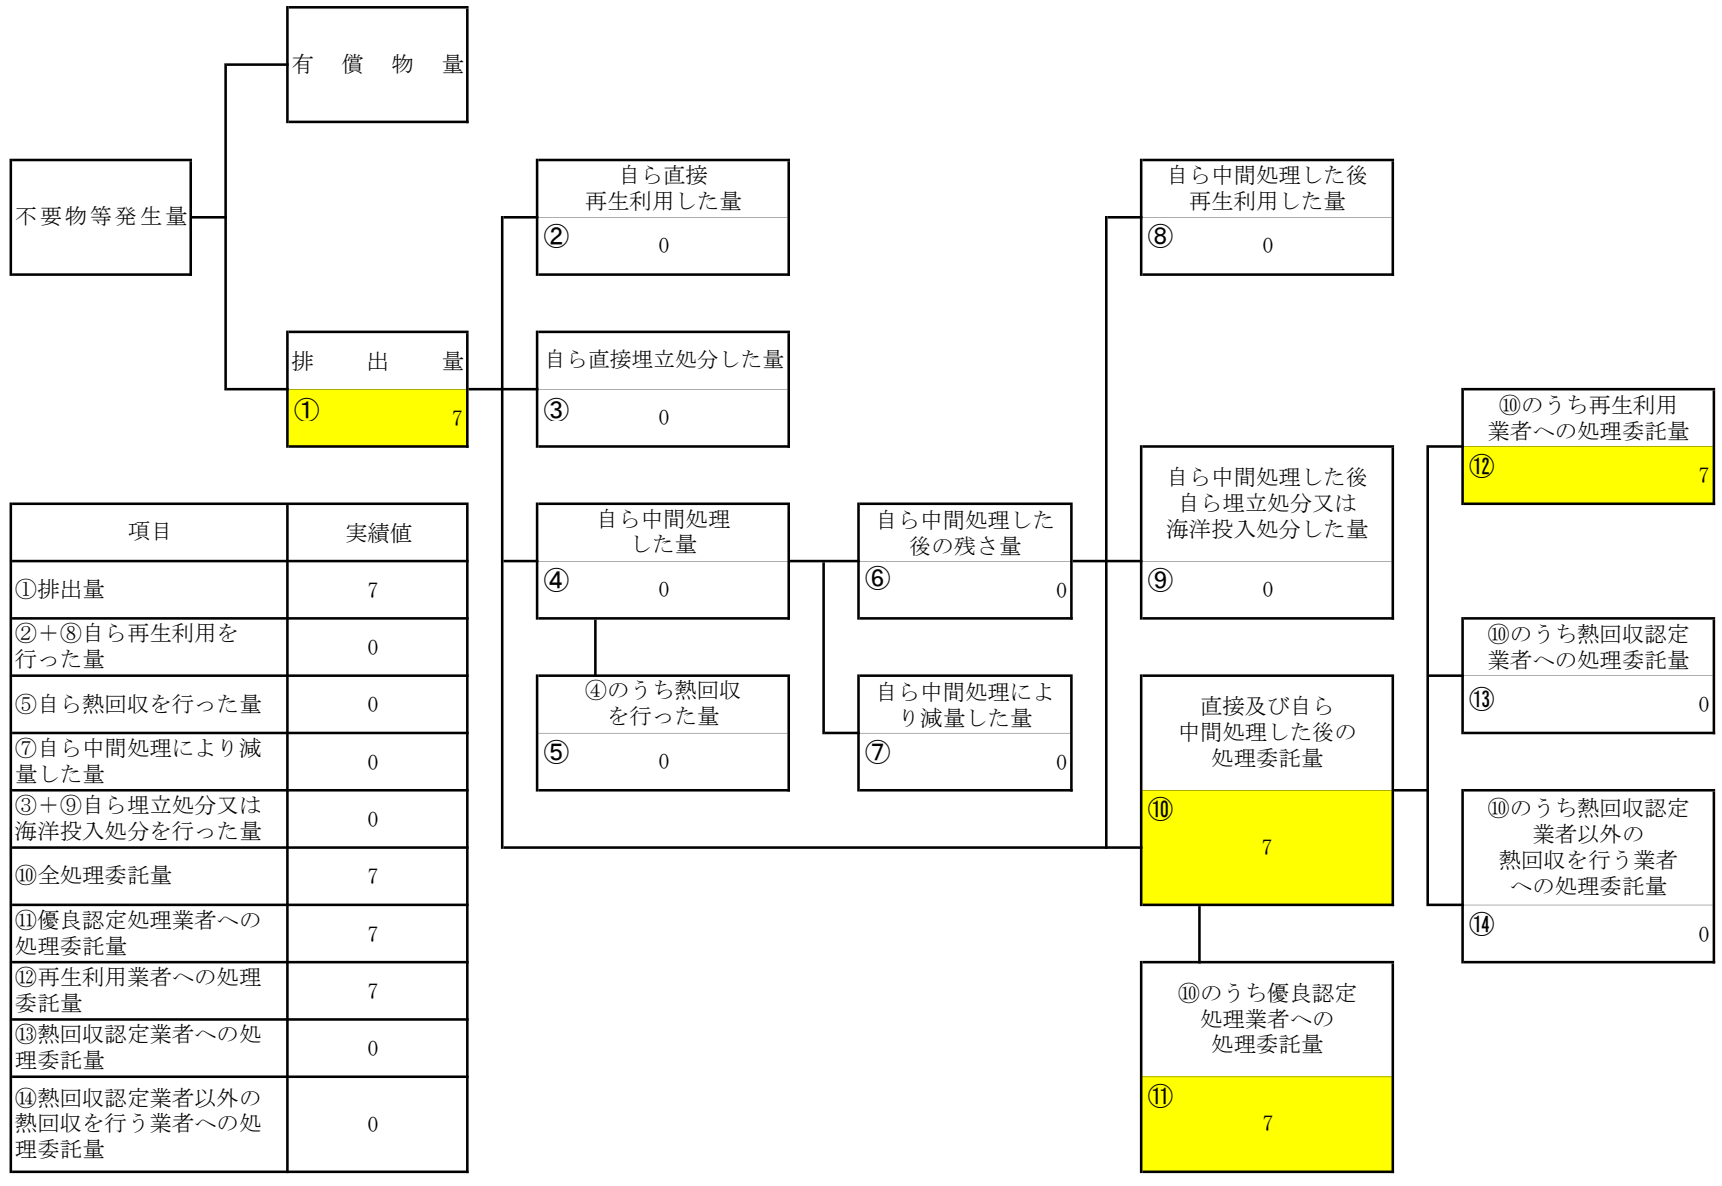 有償物量
不要物等発生量
排出量
①
7
自ら直接
再生利用した量
②
0
自ら直接埋立処分した量
③
0
自ら中間処理
した量
④
0
④のうち熱回収
を行った量
⑤
0
自ら中間処理した
後の残さ量
⑥
0
自ら中間処理によ
り減量した量
⑦
0
自ら中間処理した後
再生利用した量
⑧
0
自ら中間処理した後
自ら埋立処分又は
海洋投入処分した量
⑨
0
直接及び自ら
中間処理した後の
処理委託量
⑩
7
⑩のうち優良認定
処理業者への
処理委託量
⑪
7
⑩のうち再生利用
業者への処理委託量
⑫
7
⑩のうち熱回収認定
業者への処理委託量
⑬
0
⑩のうち熱回収認定
業者以外の
熱回収を行う業者
への処理委託量
⑭
0
項目 実績値
①排出量 7
②＋⑧自ら再生利用を
行った量
0
⑤自ら熱回収を行った量 0
⑦自ら中間処理により減
量した量
0
③＋⑨自ら埋立処分又は
海洋投入処分を行った量
0
⑩全処理委託量 7
⑪優良認定処理業者への
処理委託量
7
⑫再生利用業者への処理
委託量
7
⑬熱回収認定業者への処
理委託量
0
⑭熱回収認定業者以外の
熱回収を行う業者への処
理委託量
0